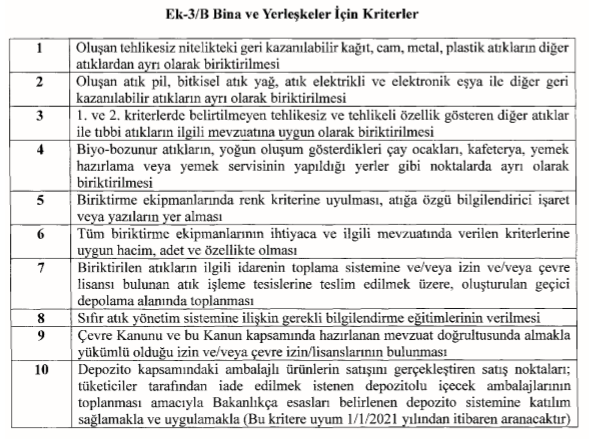 Ek-3/B Bina ve Yerleşkeler İçin Kriterler
1 Oluşan tehlikesiz nitelikteki geri kazanılabilir kağıt, cam, metal, plastik atıkların diğer
atıklardan ayrı olarak biriktirilmesi
2 Oluşan atık pil, bitkisel atık yağ, atık elektrikli ve elektronik eşya ile diğer geri
kazanılabilir atıkların ayrı olarak biriktirilmesi
3 1. ve 2. kriterlerde belirtilmeyen tehlikesiz ve tehlikeli özellik gösteren diğer atıklar
ile tıbbi atıkların ilgili mevzuatına uygun olarak biriktirilmesi
4 Biyo-bozunur atıkların, yoğun oluşum gösterdikleri çay ocakları, kafeterya, yemek
hazırlama veya yemek servisinin yapıldığı yerler gibi noktalarda ayrı olarak
biriktirilmesi
5 Biriktirme ekipmanlarında renk kriterine uyulması, atığa özgü bilgilendirici işaret
veya yazıların yer alması
6 Tüm biriktirme ekipmanlarının ihtiyaca ve ilgili mevzuatında verilen kriterlerine
uygun hacim, adet ve özellikte olması
7 Biriktirilen atıkların ilgili idarenin toplama sistemine ve/veya izin ve/veya çevre
lisansı bulunan atık işleme tesislerine teslim edilmek üzere, oluşturulan geçici
depolama alanında toplanması
8 Sıfır atık yönetim sistemine ilişkin gerekli bilgilendirme eğitimlerinin verilmesi
9 Çevre Kanunu ve bu Kanun kapsamında hazırlanan mevzuat doğrultusunda almakla
yükümlü olduğu izin ve/veya çevre izin/lisanslarının bulunması
10 Depozito kapsamındaki ambalajlı ürünlerin satışını gerçekleştiren satış noktaları;
tüketiciler tarafından iade edilmek istenen depozitolu içecek ambalajlarının
toplanması amacıyla Bakanlıkça esasları belirlenen depozito sistemine katılım
sağlamakla ve uygulamakla (Bu kritere uyum 1/1/2021 yılından itibaren aranacaktır)